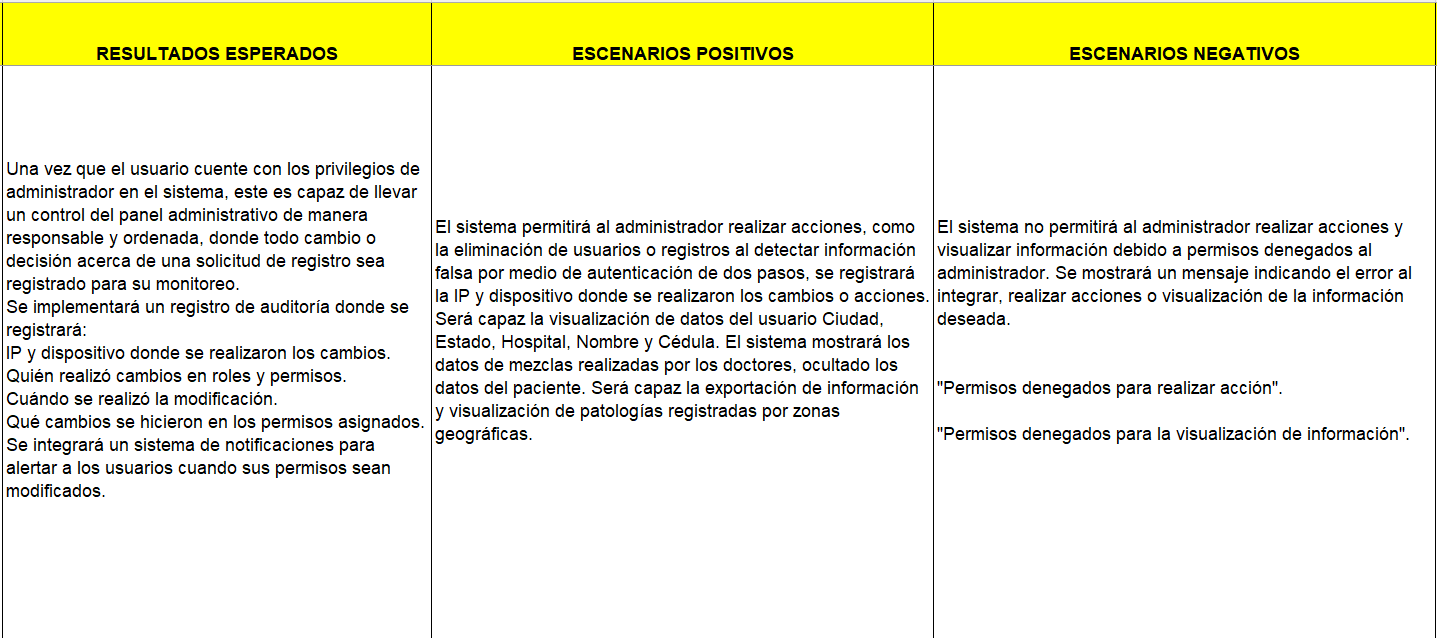 RESULTADOS ESPERADOS
ESCENARIOS POSITIVOS
ESCENARIOS NEGATIVOS
Una vez que el usuario cuente con los privilegios de
administrador en el sistema, este es capaz de llevar
un control del panel administrativo de manera
responsable y ordenada, donde todo cambio o
decisión acerca de una solicitud de registro sea
registrado para su monitoreo.
Se implementará un registro de auditoría donde se
registrará:
IP y dispositivo donde se realizaron los cambios.
Quién realizó cambios en roles y permisos.
Cuándo se realizó la modificación.
Qué cambios se hicieron en los permisos asignados.
Se integrará un sistema de notificaciones para
alertar a los usuarios cuando sus permisos sean
modificados.
El sistema permitirá al administrador realizar acciones, como
la eliminación de usuarios o registros al detectar información
falsa por medio de autenticación de dos pasos, se registrará
la IP y dispositivo donde se realizaron los cambios o acciones.
Será capaz la visualización de datos del usuario Ciudad,
Estado, Hospital, Nombre y Cédula. El sistema mostrará los
datos de mezclas realizadas por los doctores, ocultado los
datos del paciente. Será capaz la exportación de información
y visualización de patologías registradas por zonas
geográficas.
El sistema no permitirá al administrador realizar acciones y
visualizar información debido a permisos denegados al
administrador. Se mostrará un mensaje indicando el error al
integrar, realizar acciones o visualización de la información
deseada.
"Permisos denegados para realizar acción".
"Permisos denegados para la visualización de información".